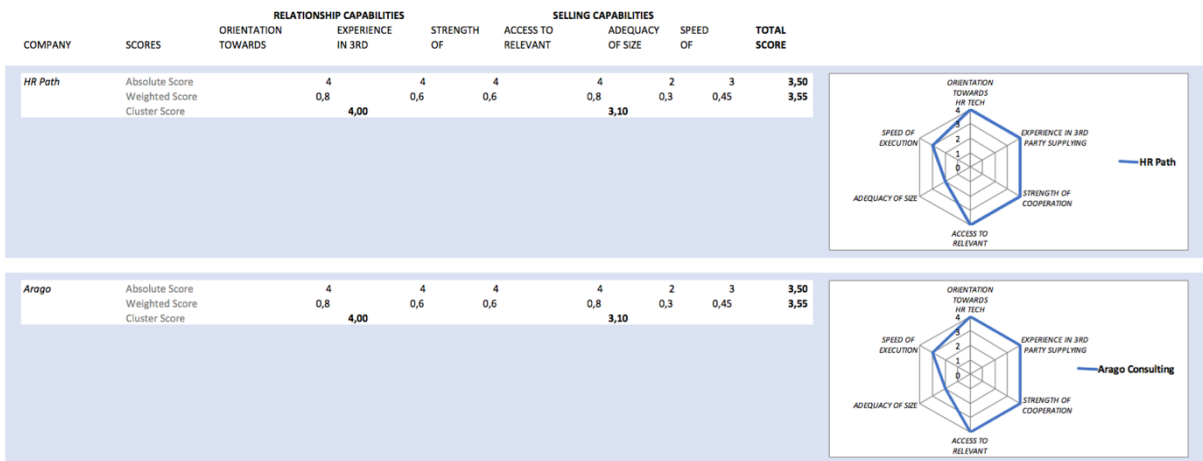 RELATIONSHIP CAPABILITIES SELLING CAPABILITIES
ORIENTATION EXPERIENCE STRENGTH ACCESS TO ADEQUACY SPEED TOTAL
COMPANY SCORES TOWARDS IN 3RD OF RELEVANT OF SIZE OF SCORE
HR Path Absolute Score 4 4 4 4 2 3 3,50
Weighted Score 0,8 0,6 0,6 0,8 0,3 0,45 3,55
Cluster Score 4,00 3,10
ORIENTATION
TOWARDS
HR TECH
4
3
2
1
0
SPEED OF
EXECUTION
EXPERIENCE IN 3RD
PARTY SUPPLYING
HR Path
ADEQUACY OF SIZE
STRENGTH OF
COOPERATION
ACCESS TO
RELEVANT
Arago Absolute Score 4 4 4 4 2 3 3,50
Weighted Score 0,8 0,6 0,6 0,8 0,3 0,45 3,55
Cluster Score 4,00 3,10
ORIENTATION
TOWARDS
HR TECH
4
3
2
1
0
SPEED OF
EXECUTION
EXPERIENCE IN 3RD
PARTY SUPPLYING
Arago Consulting
ADEQUACY OF SIZE
STRENGTH OF
COOPERATION
ACCESS TO
RELEVANT